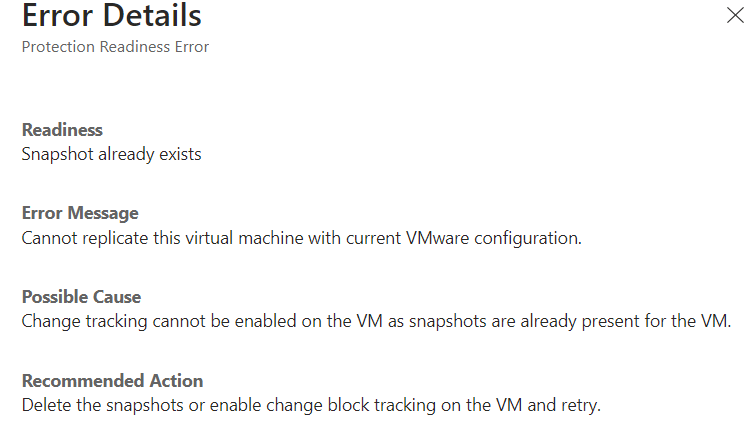 Error Details
Protection Readiness Error
Readiness
Snapshot already exists
Error Message
Cannot replicate this virtual machine with current VMware configuration.
Possible Cause
Change tracking cannot be enabled on the VM as snapshots are already present for the VM.
Recommended Action
Delete the snapshots or enable change block tracking on the VM and retry.